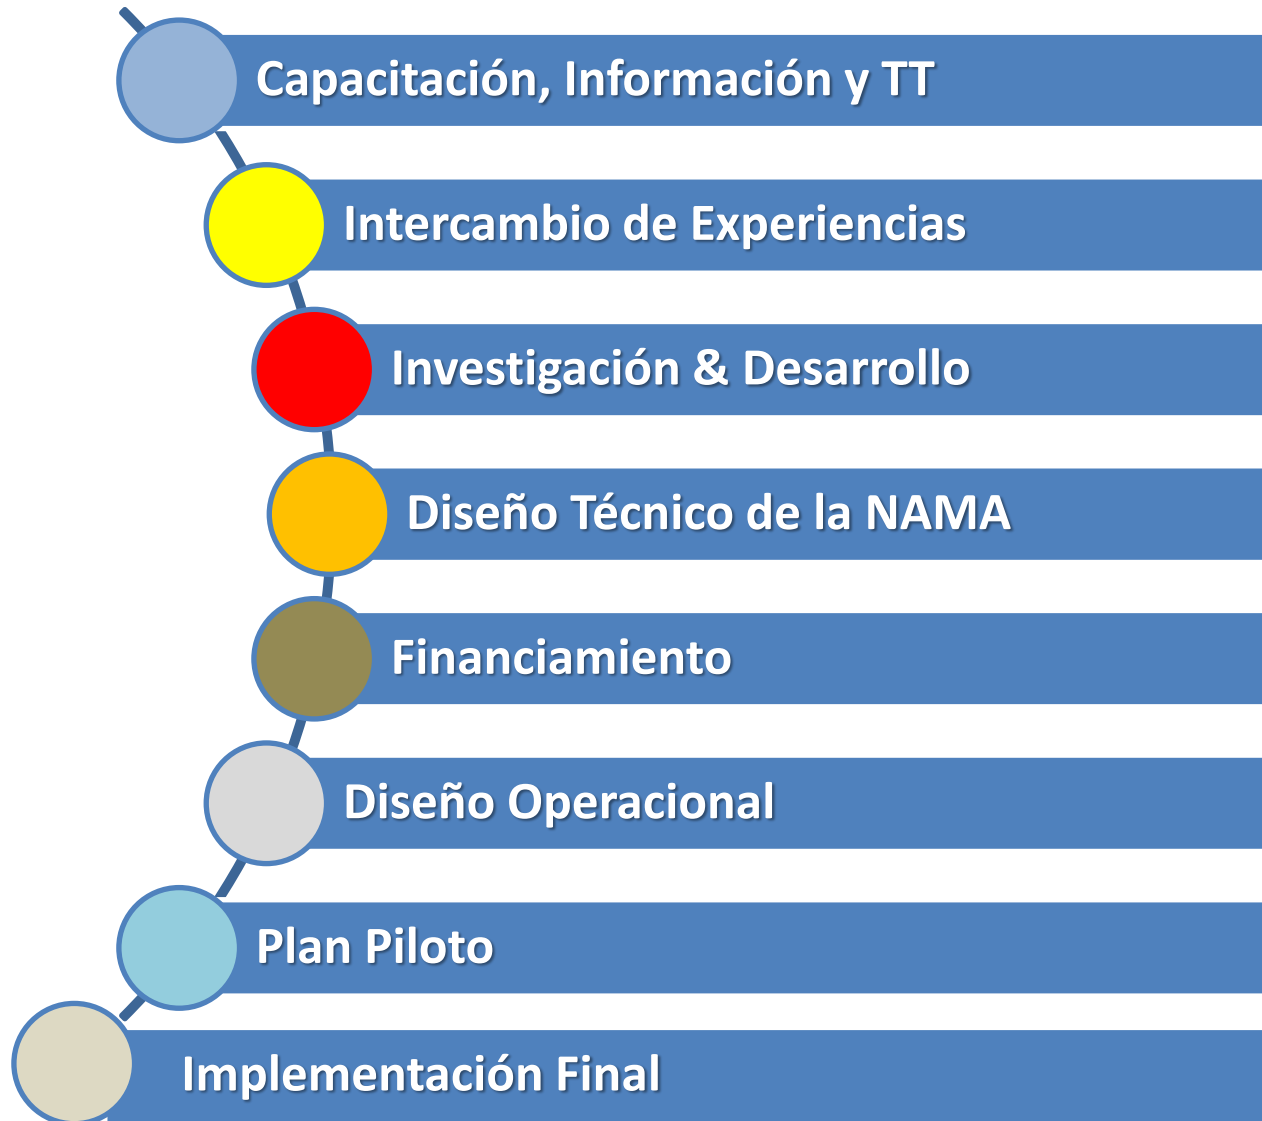 Capacitación, Información y TT
Intercambio de Experiencias
Investigación & Desarrollo
Diseño Técnico de la NAMA
Financiamiento
Diseño Operacional
Plan Piloto
Implementación Final